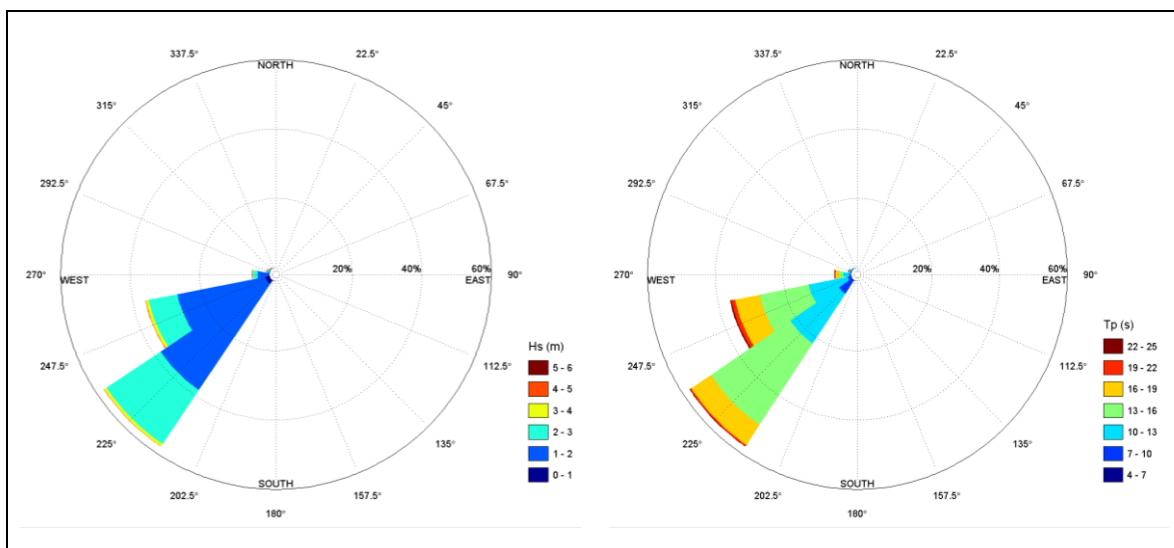 NORTH
22.5°
45°
67.5°
90°
EAST
112.5°
135°
157.5°
180°
SOUTH
202.5°
225°
247.5°
270°
WEST
292.5°
315°
337.5°
20%
40%
60%
Hs (m)
5 - 6
4 - 5
3 - 4
2 - 3
1 - 2
0 - 1
NORTH
22.5°
45°
67.5°
90°
EAST
112.5°
135°
157.5°
180°
SOUTH
202.5°
225°
247.5°
270°
WEST
292.5°
315°
337.5°
20%
40%
60%
Tp (s)
22 - 25
19 - 22
16 - 19
13 - 16
10 - 13
7 - 10
4 - 7